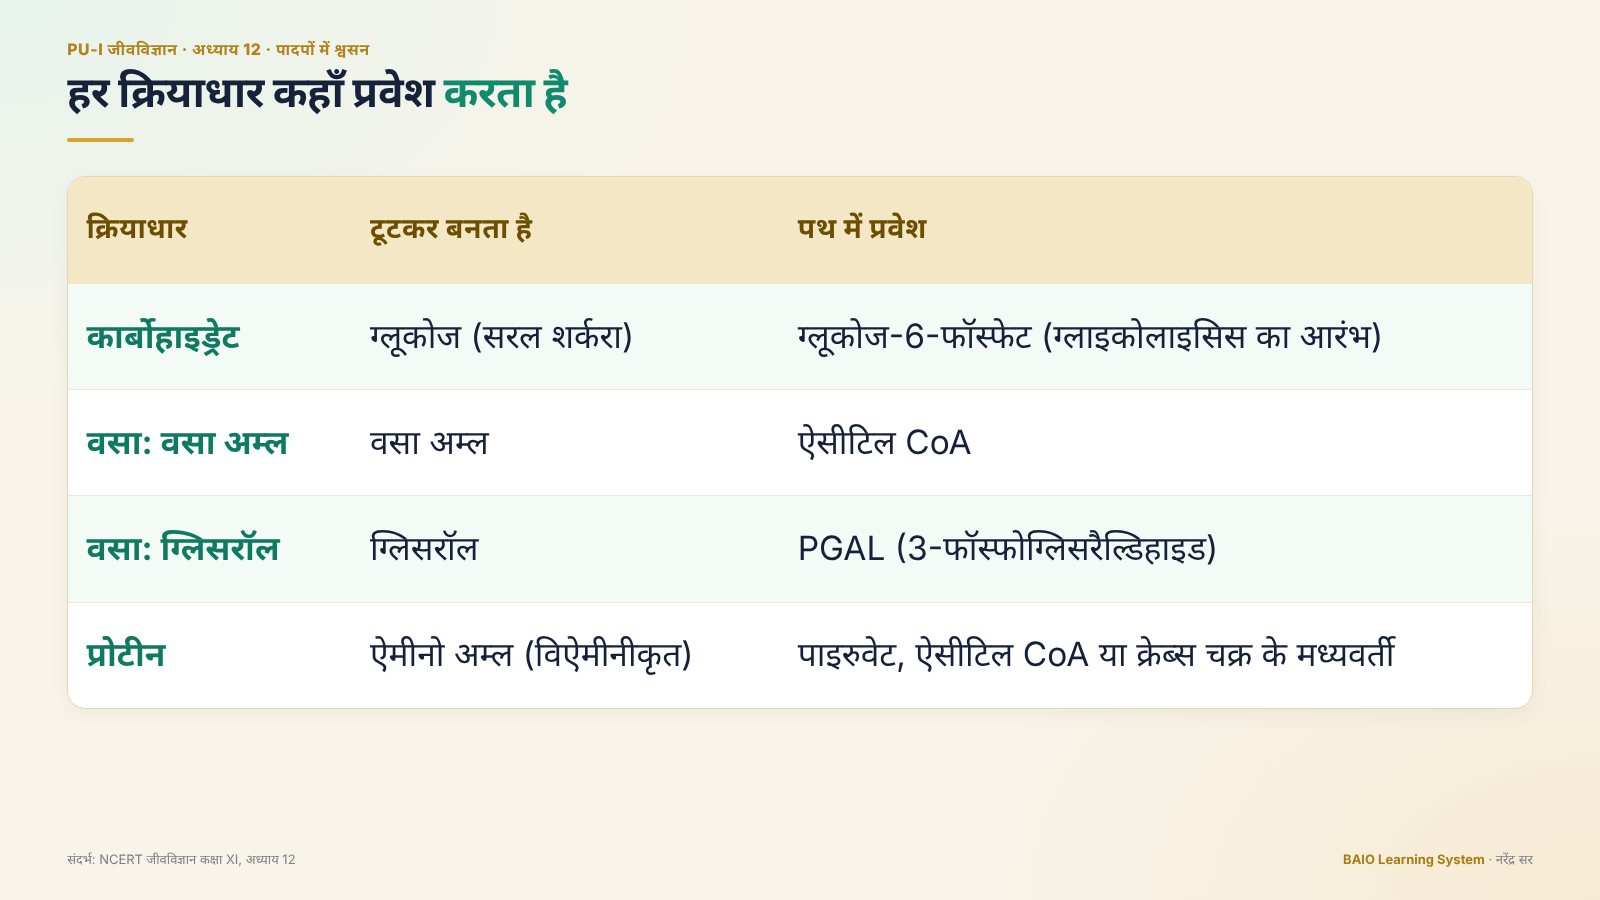 PU-I जीवविज्ञान · अध्याय 12 · पादपों में श्वसन
हर क्रियाधार कहाँ प्रवेश करता है
क्रियाधार टूटकर बनता है पथ में प्रवेश
कार्बोहाइड्रेट ग्लूकोज (सरल शर्करा) ग्लूकोज-6-फॉस्फेट (ग्लाइकोलाइसिस का आरंभ)
वसा: वसा अम्ल वसा अम्ल ऐसीटिल CoA
वसा: ग्लिसरॉल ग्लिसरॉल PGAL (3-फॉस्फोग्लिसरैल्डिहाइड)
प्रोटीन ऐमीनो अम्ल (विऐमीनीकृत) पाइरुवेट, ऐसीटिल CoA या क्रेब्स चक्र के मध्यवर्ती
संदर्भ: NCERT जीवविज्ञान कक्षा XI, अध्याय 12
BAIO Learning System · नरेंद्र सर